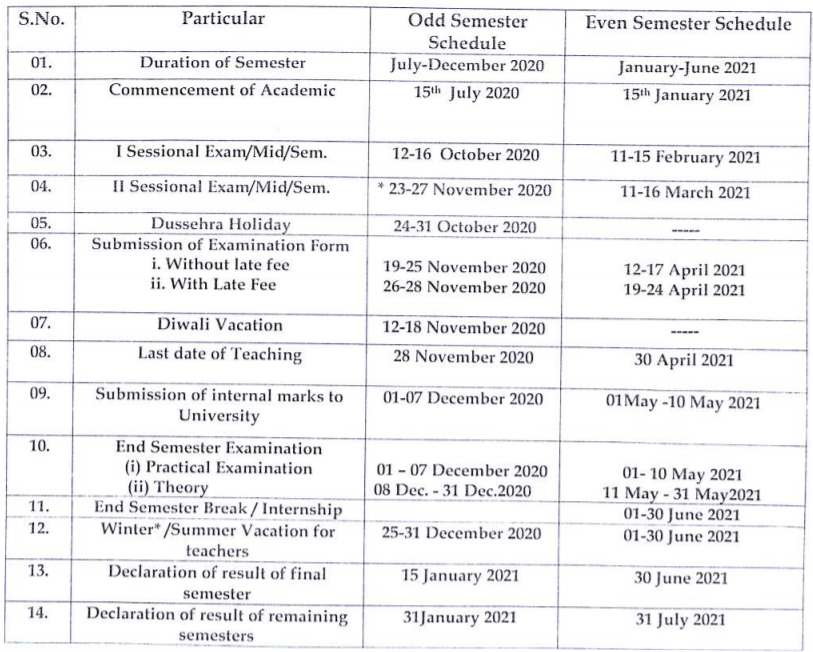 S.No. Particular Odd Semester Schedule Even Semester Schedule
01. Duration of Semester July-December 2020 January-June 2021
02. Commencement of Academic 15th July 2020 15th January 2021
03. I Sessional Exam/Mid/Sem. 12-16 October 2020 11-15 February 2021
04. II Sessional Exam/Mid/Sem. * 23-27 November 2020 11-16 March 2021
05. Dussehra Holiday 24-31 October 2020 -----
06. Submission of Examination Form
i. Without late fee 19-25 November 2020 12-17 April 2021
ii. With Late Fee 26-28 November 2020 19-24 April 2021
07. Diwali Vacation 12-18 November 2020 -----
08. Last date of Teaching 28 November 2020 30 April 2021
09. Submission of internal marks to University 01-07 December 2020 01May -10 May 2021
10. End Semester Examination
(i) Practical Examination 01 – 07 December 2020 01- 10 May 2021
(ii) Theory 08 Dec. - 31 Dec.2020 11 May - 31 May2021
11. End Semester Break / Internship 01-30 June 2021
12. Winter* /Summer Vacation for teachers 25-31 December 2020 01-30 June 2021
13. Declaration of result of final semester 15 January 2021 30 June 2021
14. Declaration of result of remaining semesters 31January 2021 31 July 2021